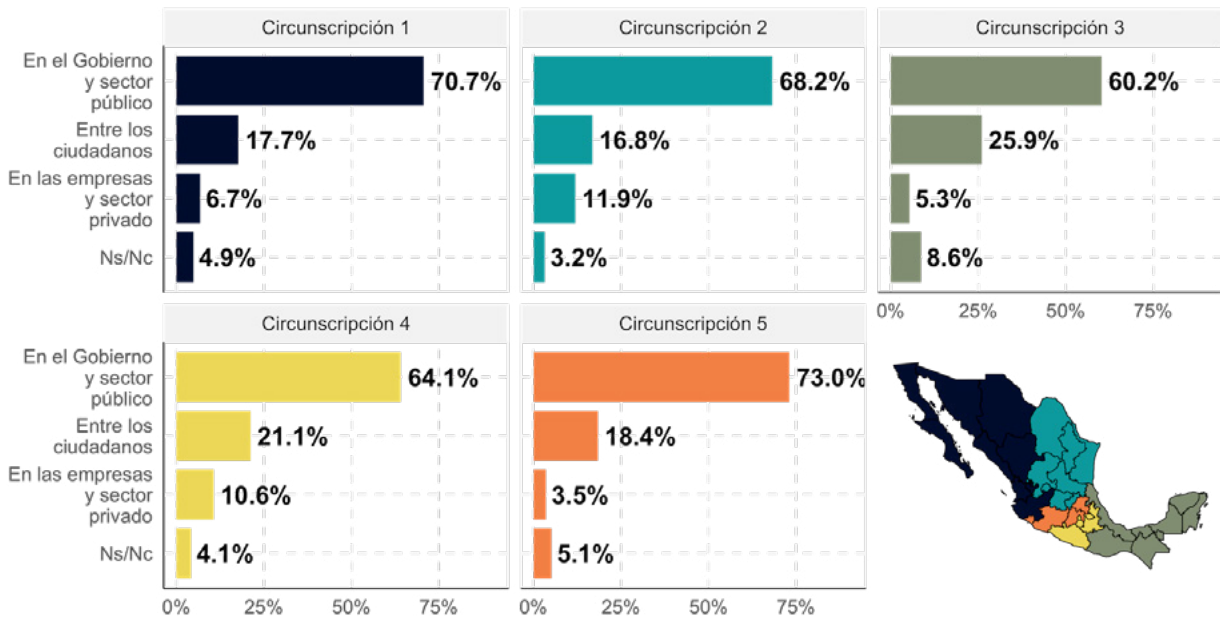 Circunscripción 1
Circunscripción 2
Circunscripción 3
En el Gobierno
y sector
público
70.7%
68.2%
60.2%
Entre los
ciudadanos
17.7%
16.8%
25.9%
En las empresas
y sector
privado
6.7%
11.9%
5.3%
Ns/Nc
4.9%
3.2%
8.6%
0%
25%
50%
75%
Circunscripción 4
Circunscripción 5
En el Gobierno
y sector
público
64.1%
73.0%
Entre los
ciudadanos
21.1%
18.4%
En las empresas
y sector
privado
10.6%
3.5%
Ns/Nc
4.1%
5.1%
0%
25%
50%
75%
0%
25%
50%
75%